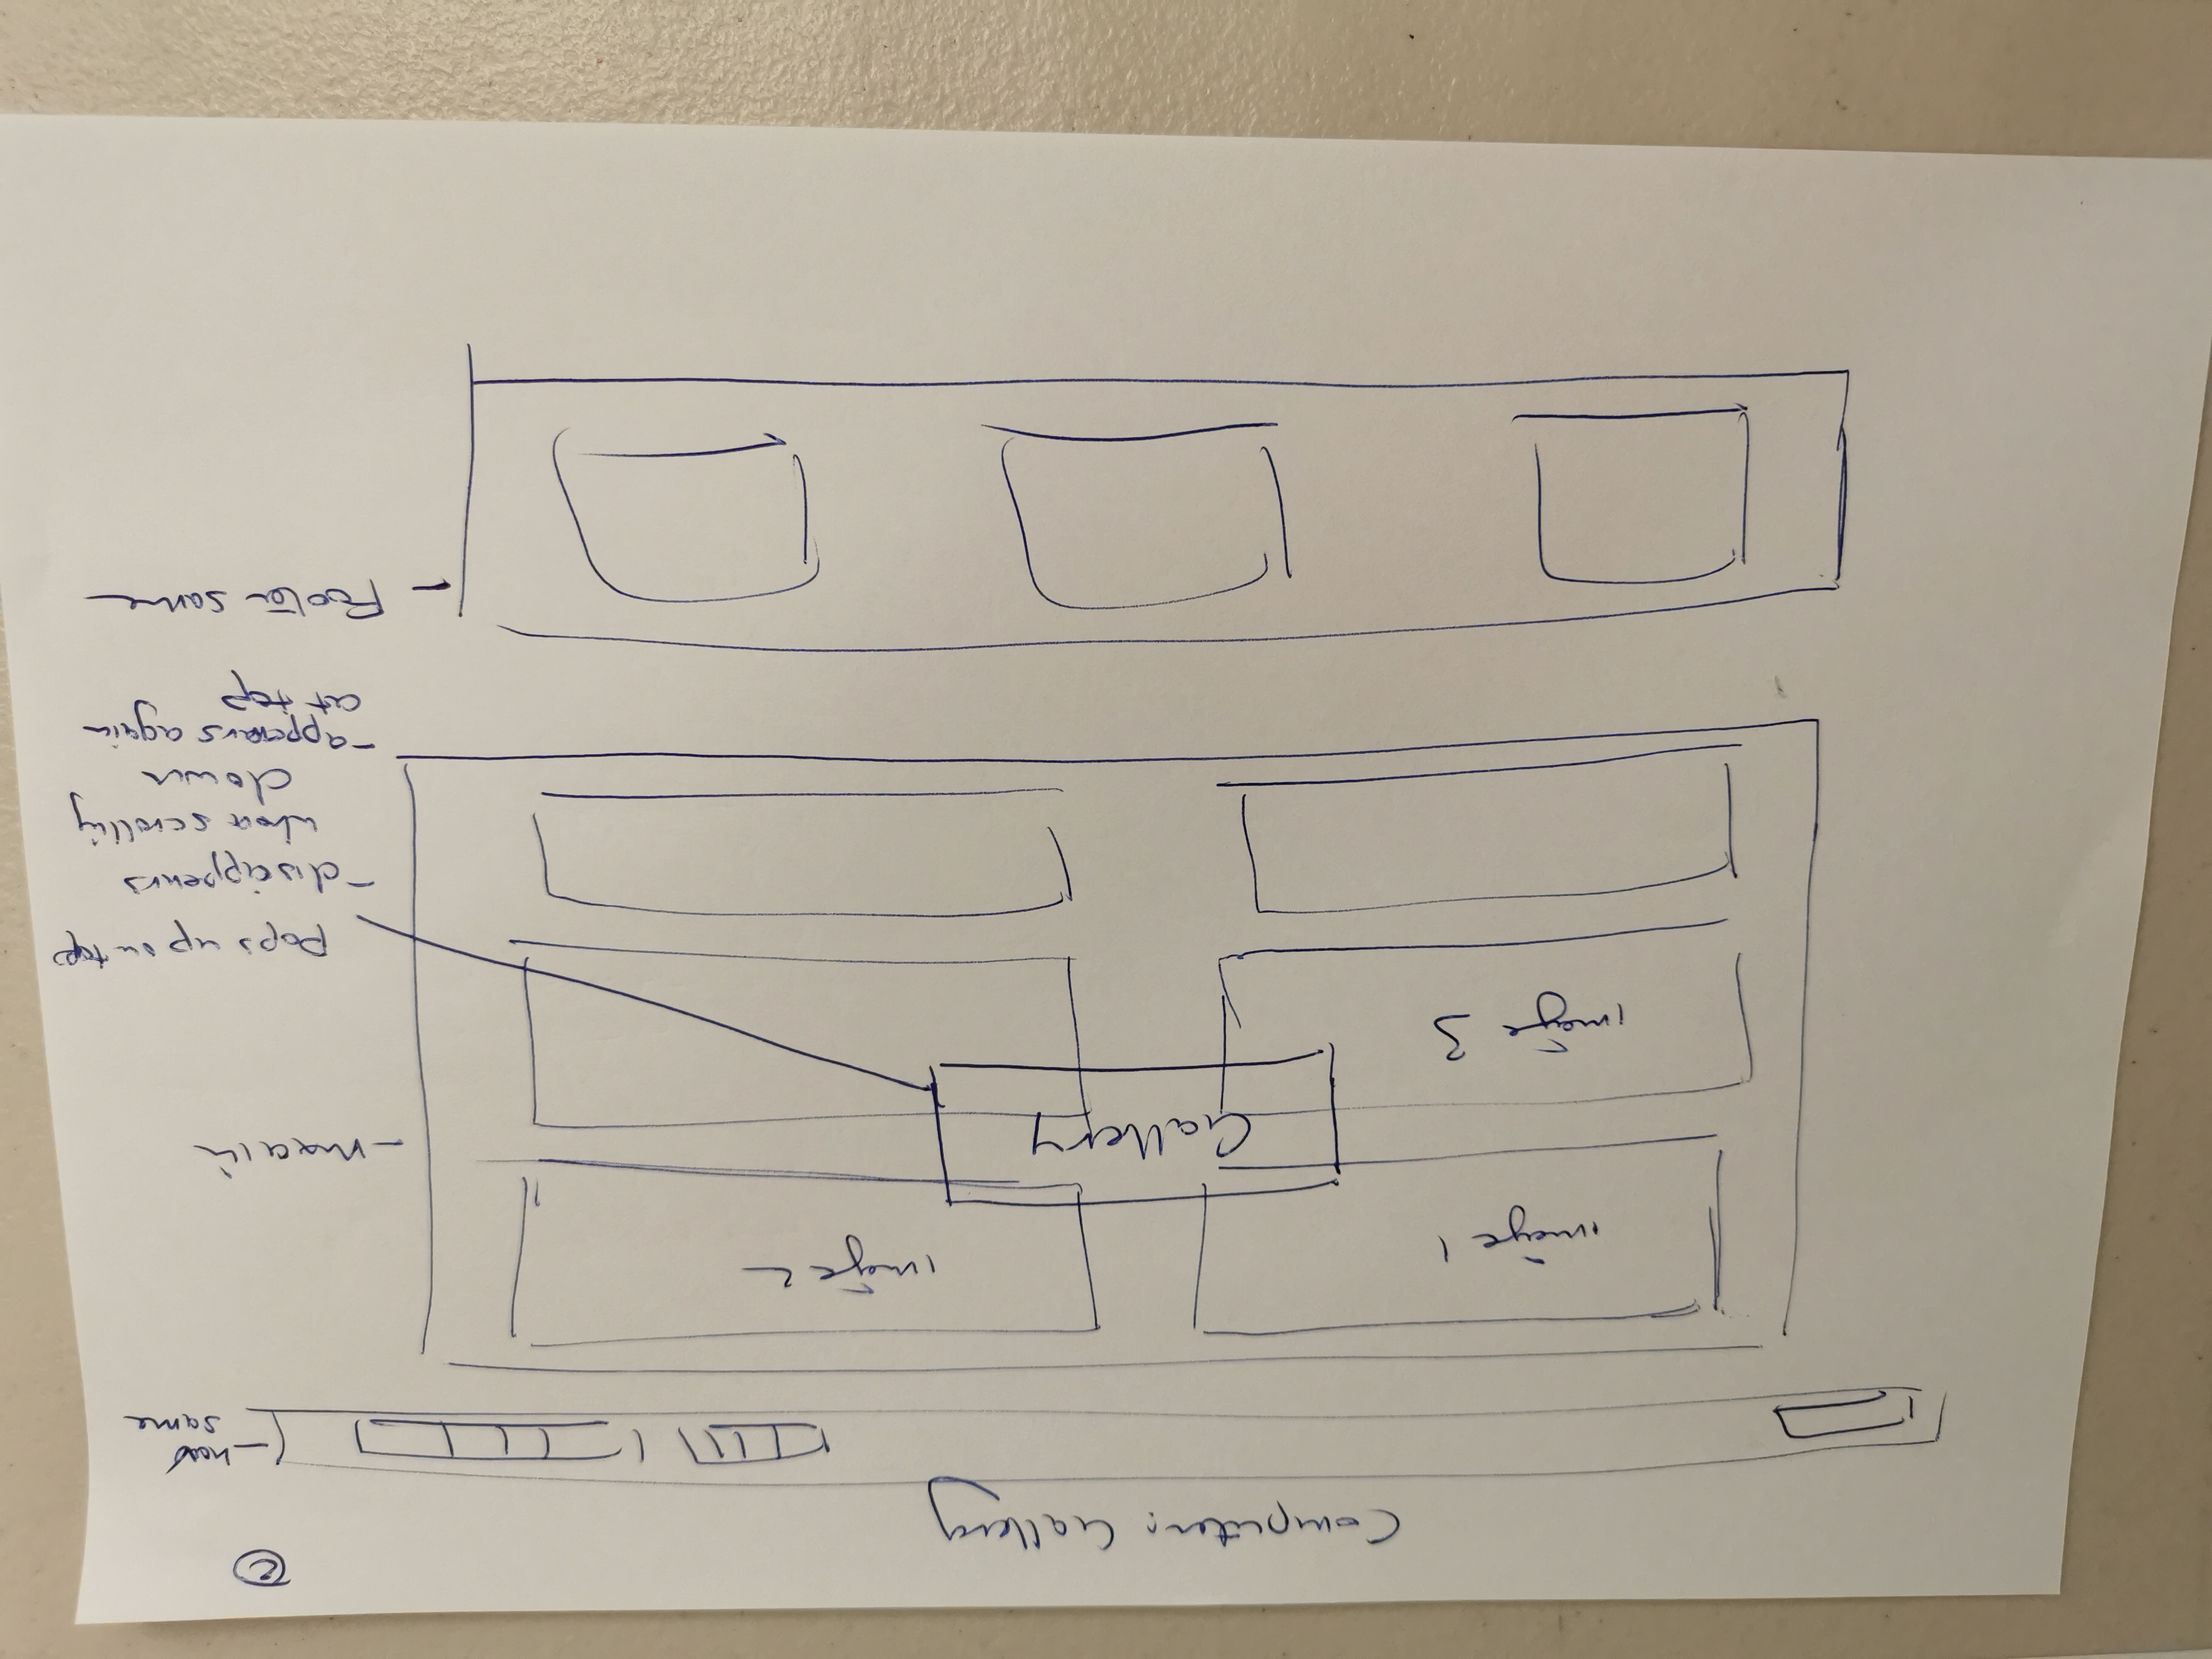 2
Computer: Gallery
- nav
same
image 1
image 2
Gallery
- main
image 3
Pops up on top
- disappears
when scrolling
down
- appears again
at top
- Footer same